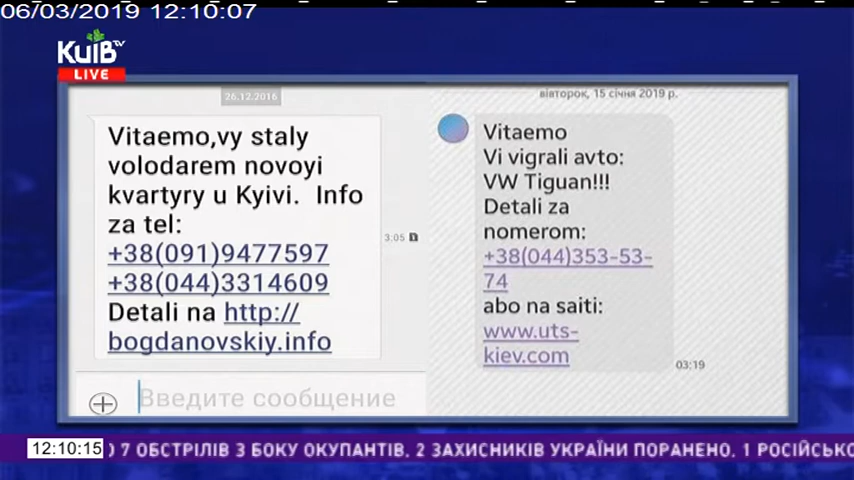 06/03/2019 12:10:07
КиЇв TV
LIVE
26.12.2016
Vitaemo,vy staly
volodarem novoyi
kvartyry u Kyivi. Info
za tel:
+38(091)9477597
+38(044)3314609
Detali na http://
bogdanovskiy.info
3:05
Введите сообщение
вівторок, 15 січня 2019 р.
Vitaemo
Vi vigrali avto:
VW Tiguan!!!
Detali za
nomerom:
+38(044)353-53-
74
abo na saiti:
www.uts-
kiev.com
03:19
12:10:15 О 7 ОБСТРІЛІВ З БОКУ ОКУПАНТІВ. 2 ЗАХИСНИКІВ УКРАЇНИ ПОРАНЕНО. 1 РОСІЙСЬКО